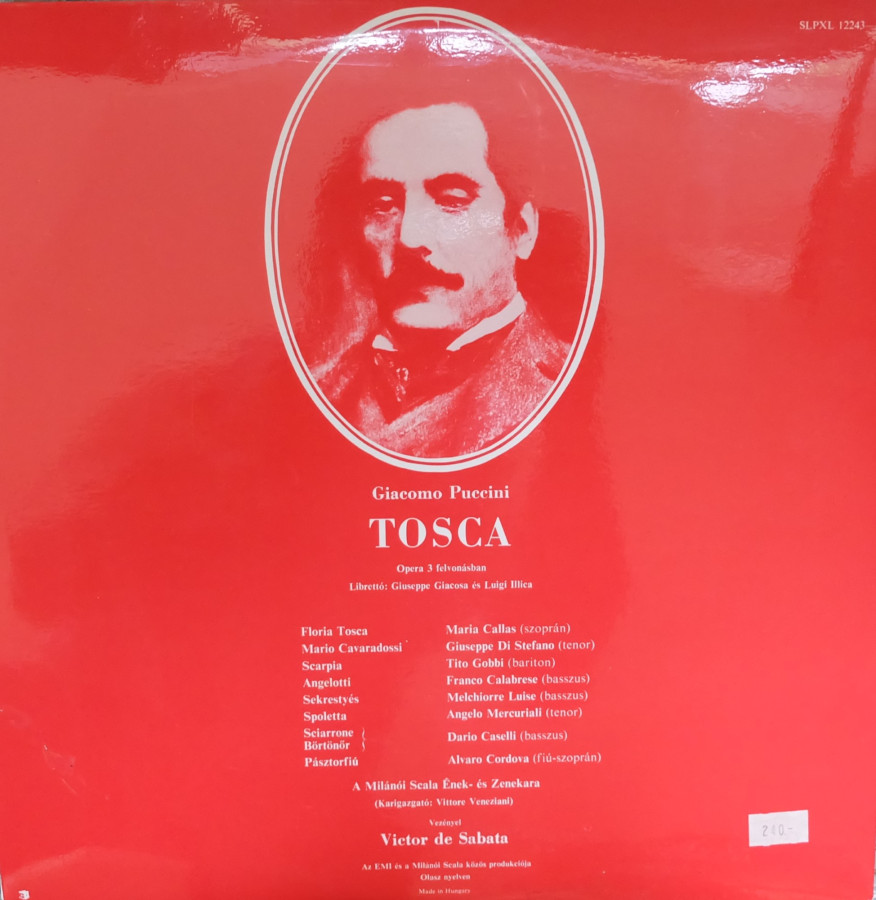 SLPXL 12243
Giacomo Puccini
TOSCA
Opera 3 felvonásban
Librettó: Giuseppe Giacosa és Luigi Illica
Floria Tosca Maria Callas (szoprán)
Mario Cavaradossi Giuseppe Di Stefano (tenor)
Scarpia Tito Gobbi (bariton)
Angelotti Franco Calabrese (basszus)
Sekrestyés Melchiorre Luise (basszus)
Spoletta Angelo Mercuriali (tenor)
Sciarrone
Börtönőr Dario Caselli (basszus)
Pásztorfiú Alvaro Cordova (fiú-szoprán)
A Milánói Scala Ének- és Zenekara
(Karigazgató: Vittore Veneziani)
Vezényel
Victor de Sabata
Az EMI és a Milánói Scala közös produkciója
Olasz nyelven
Made in Hungary
240.-